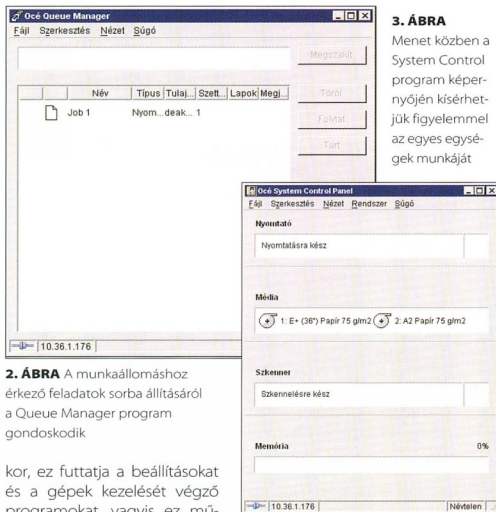 Océ Queue Manager
Fájl Szerkesztés Nézet Súgó
Megszakít
Név Típus Tulaj... Szett... Lapok Megj...
Töröl
Job 1 Nyom...deak... 1
Folytat
Tart
10.36.1.176
2. ÁBRA A munkaállomáshoz
érkező feladatok sorba állításáról
a Queue Manager program
gondoskodik
kor, ez futtatja a beállításokat
és a gépek kezelését végző
programokat, vagyis ez mű-
3. ÁBRA
Menet közben a
System Control
program képer-
nyőjén kísérhet-
jük figyelemmel
az egyes egysé-
gek munkáját
Océ System Control Panel
Fájl Szerkesztés Nézet Rendszer Súgó
Nyomtató
Nyomtatásra kész
Média
1: E+ (36") Papír 75 g/m2 2: A2 Papír 75 g/m2
Szkenner
Szkennelésre kész
Memória 0%
10.36.1.176 Névtelen